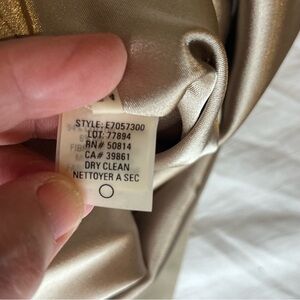 STYLE: E7057300
LOT: 77894
RN# 50814
CA# 39861
DRY CLEAN
NETTOYER A SEC